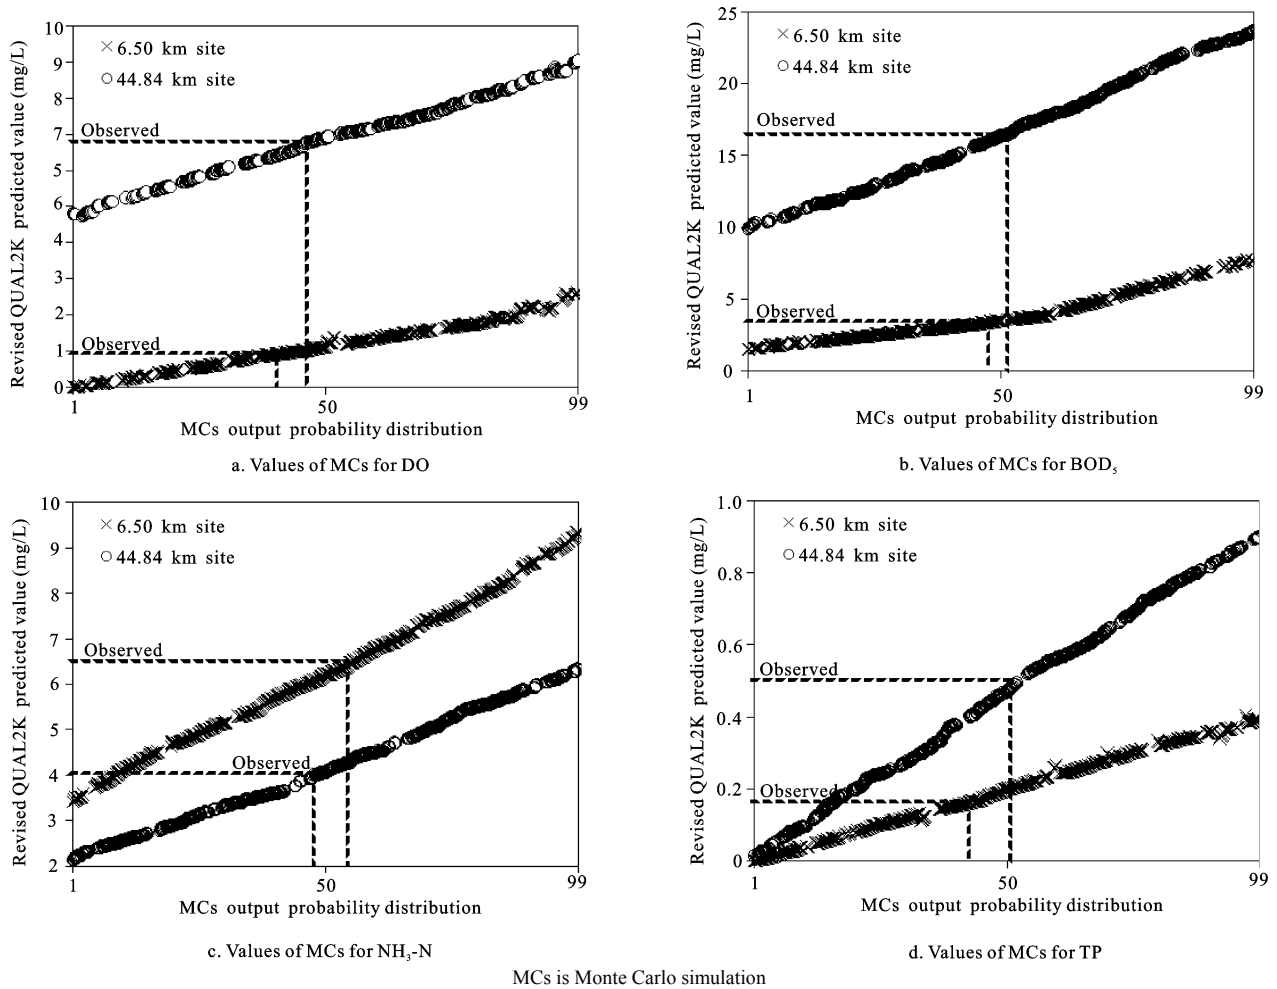 Revised QUAL2K predicted value (mg/L)
10
9
8
7
5
6
4
3
2
1
0
× 6.50 km site
○ 44.84 km site
Observed
Observed
1
50
99
MCs output probability distribution
a. Values of MCs for DO
Revised QUAL2K predicted value (mg/L)
25
20
15
10
5
0
× 6.50 km site
○ 44.84 km site
Observed
Observed
1
50
99
MCs output probability distribution
b. Values of MCs for BOD₅
Revised QUAL2K predicted value (mg/L)
10
9
8
7
6
5
4
3
2
× 6.50 km site
○ 44.84 km site
Observed
Observed
1
50
99
MCs output probability distribution
c. Values of MCs for NH₃-N
Revised QUAL2K predicted value (mg/L)
1.0
0.8
0.6
0.4
0.2
0
× 6.50 km site
○ 44.84 km site
Observed
Observed
1
50
99
MCs output probability distribution
d. Values of MCs for TP
MCs is Monte Carlo simulation